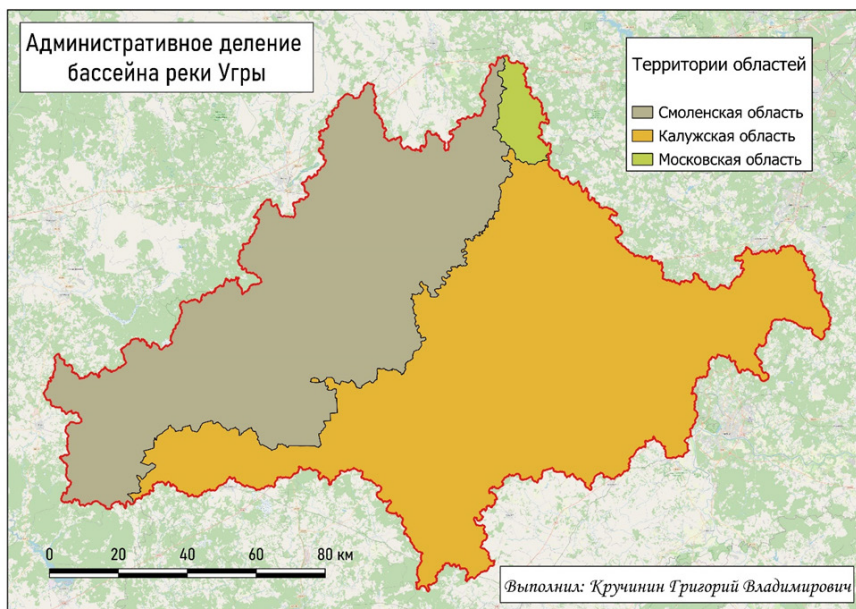 Административное деление
бассейна реки Угры
Территории областей
Смоленская область
Калужская область
Московская область
0 20 40 60 80 км
Выполнил: Кручинин Григорий Владимирович